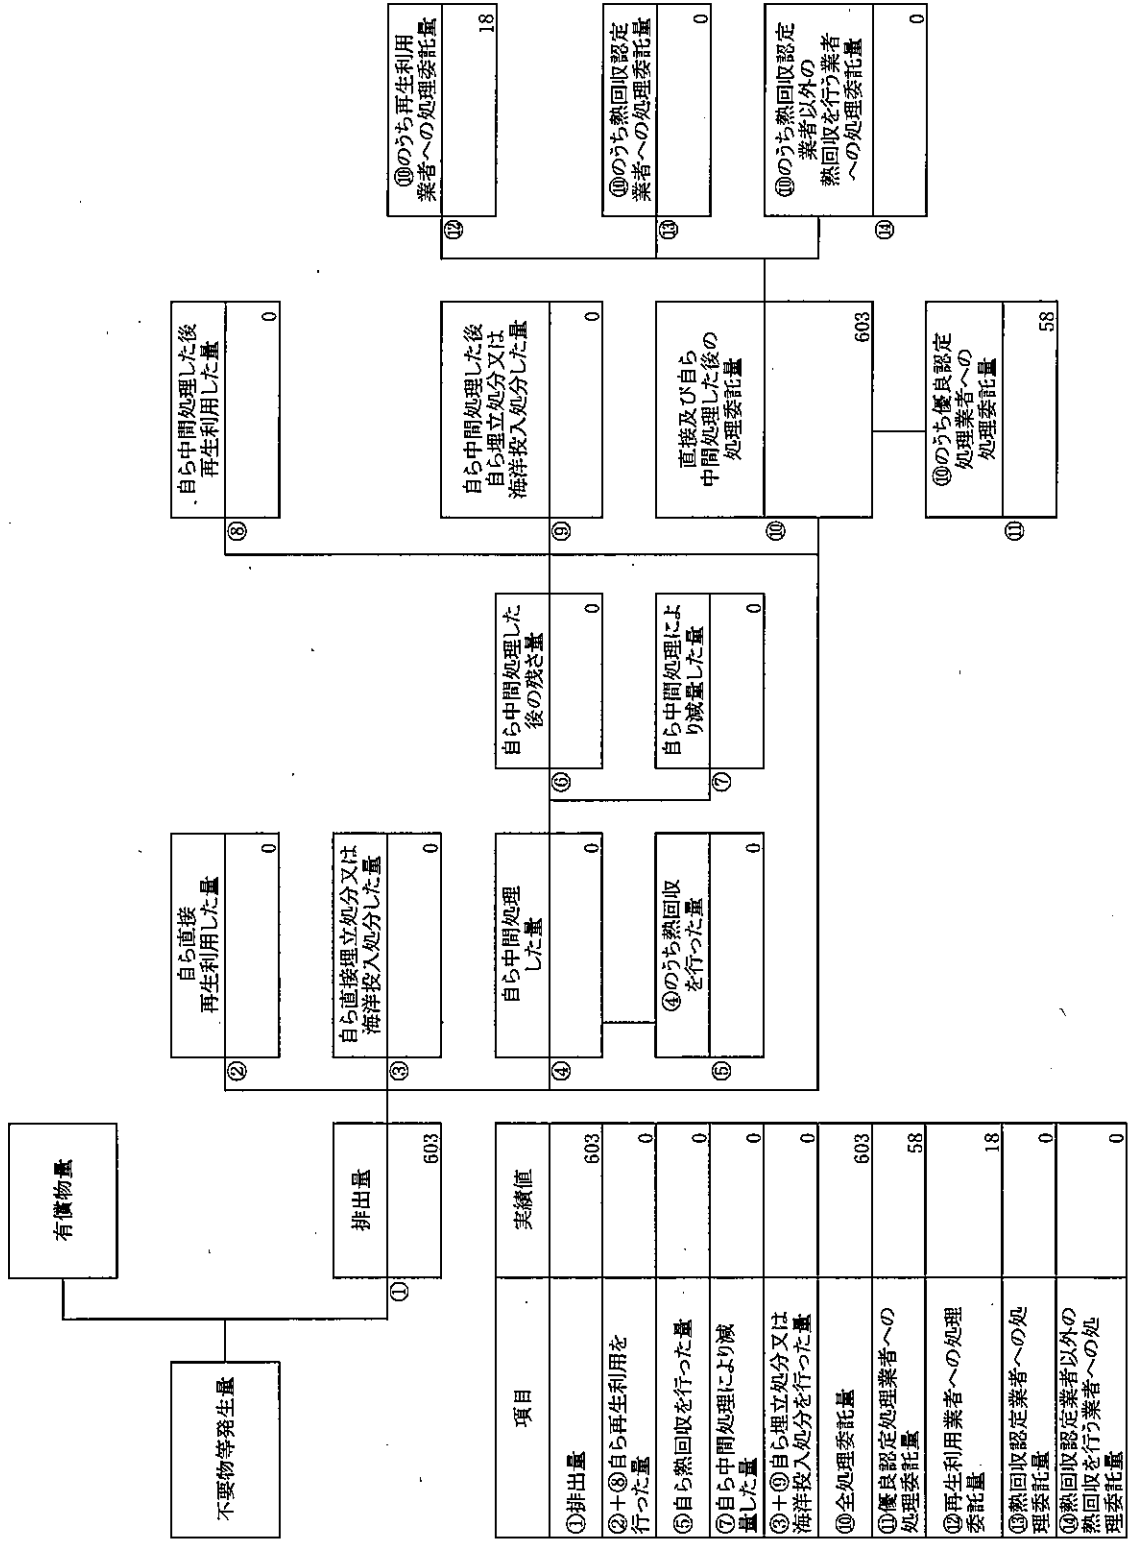 不要物等発生量
有償物量
排出量
①
603
②
自ら直接
再生利用した量
0
③
自ら直接埋立処分又は
海洋投入処分した量
0
④
自ら中間処理
した量
0
⑤
④のうち熱回収
を行った量
0
⑥
自ら中間処理した
後の残さ量
0
⑦
自ら中間処理によ
り減量した量
0
⑧
自ら中間処理した後
再生利用した量
0
⑨
自ら中間処理した後
自ら埋立処分又は
海洋投入処分した量
0
⑩
直接及び自ら
中間処理した後の
処理委託量
603
⑪
⑩のうち優良認定
処理業者への
処理委託量
58
⑫
⑩のうち再生利用
業者への処理委託量
18
⑬
⑩のうち熱回収認定
業者への処理委託量
0
⑭
⑩のうち熱回収認定
業者以外の
熱回収を行う業者
への処理委託量
0
項目 実績値
①排出量 603
②+⑧自ら再生利用を
行った量 0
⑤自ら熱回収を行った量 0
⑦自ら中間処理により減
量した量 0
③+⑨自ら埋立処分又は
海洋投入処分を行った量 0
⑩全処理委託量 603
⑪優良認定処理業者への
処理委託量 58
⑫再生利用業者への処理
委託量 18
⑬熱回収認定業者への処
理委託量 0
⑭熱回収認定業者以外の
熱回収を行う業者への処
理委託量 0